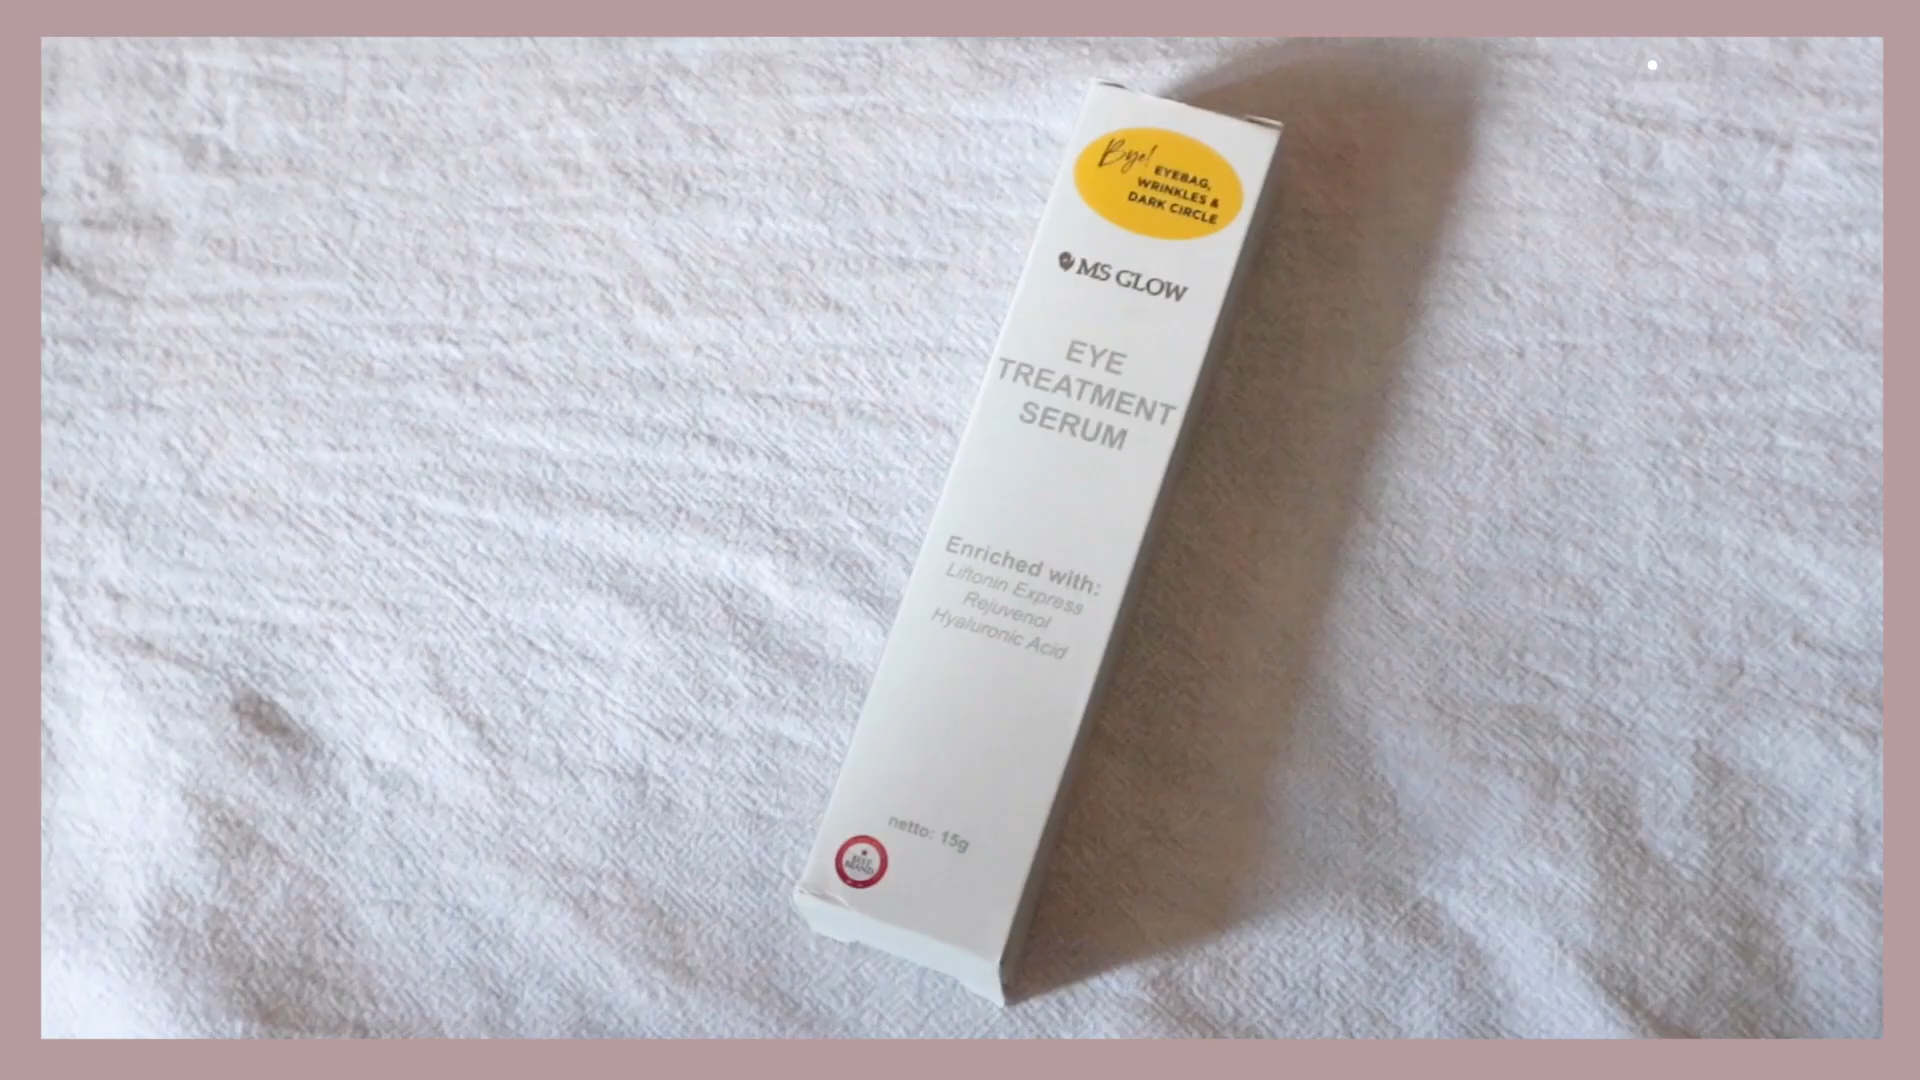 Bye! EYEBAG,
WRINKLES &
DARK CIRCLE
MS GLOW
EYE
TREATMENT
SERUM
Enriched with:
Liftonin Express
Rejuvenol
Hyaluronic Acid
netto: 15g
BRAND